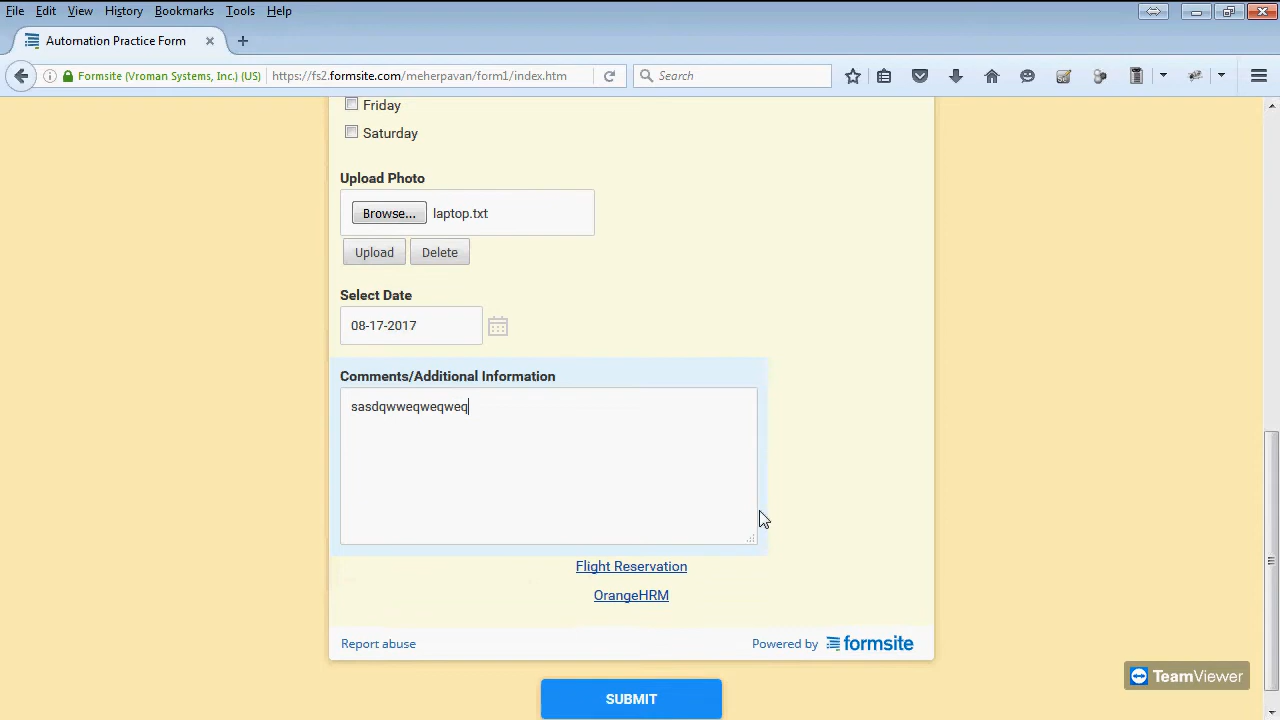 File Edit View History Bookmarks Tools Help
Automation Practice Form
Formsite (Vroman Systems, Inc.) (US) https://fs2.formsite.com/meherpavan/form1/index.htm Search
Friday
Saturday
Upload Photo
Browse... laptop.txt
Upload Delete
Select Date
08-17-2017
Comments/Additional Information
sasdqwweqweqweq
Flight Reservation
OrangeHRM
Report abuse Powered by formsite
TeamViewer
SUBMIT